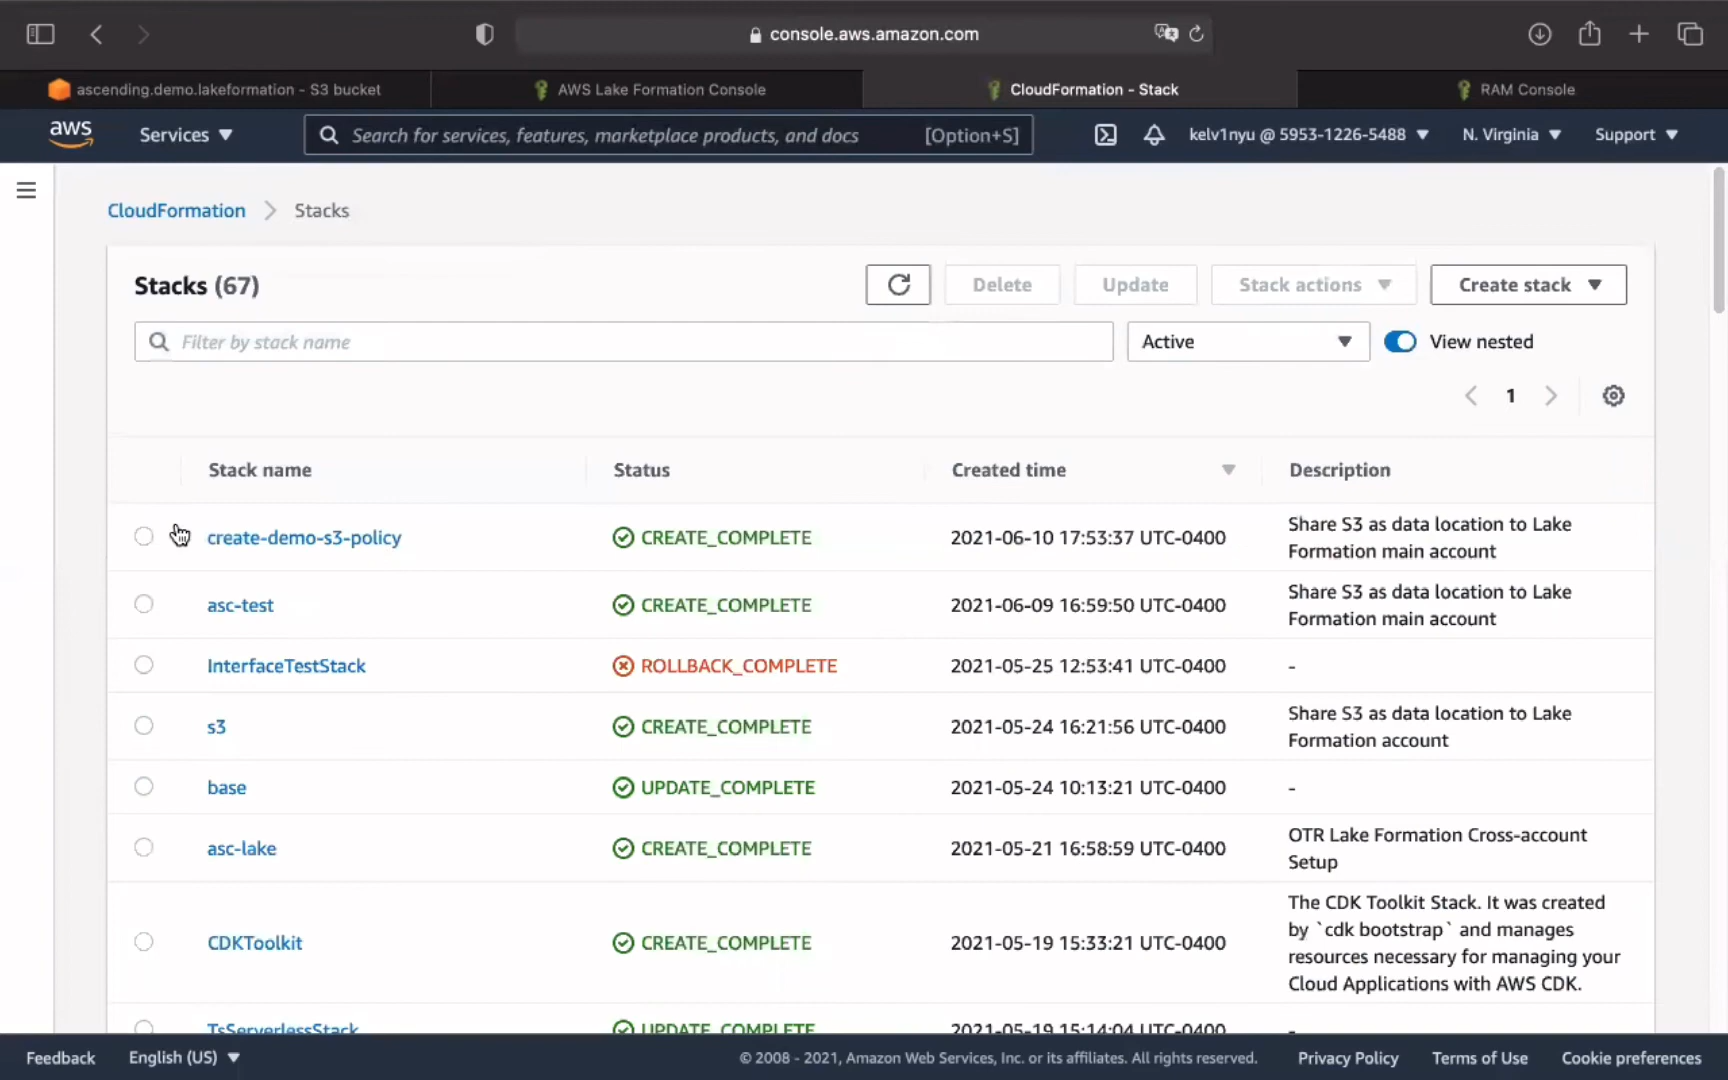 console.aws.amazon.com
ascending.demo.lakeformation - S3 bucket
AWS Lake Formation Console
CloudFormation - Stack
RAM Console
aws
Services
Search for services, features, marketplace products, and docs
[Option+S]
kelv1nyu @ 5953-1226-5488
N. Virginia
Support
CloudFormation
Stacks
Stacks (67)
Delete
Update
Stack actions
Create stack
Filter by stack name
Active
View nested
1
Stack name
Status
Created time
Description
create-demo-s3-policy
CREATE_COMPLETE
2021-06-10 17:53:37 UTC-0400
Share S3 as data location to Lake
Formation main account
asc-test
CREATE_COMPLETE
2021-06-09 16:59:50 UTC-0400
Share S3 as data location to Lake
Formation main account
InterfaceTestStack
ROLLBACK_COMPLETE
2021-05-25 12:53:41 UTC-0400
-
s3
CREATE_COMPLETE
2021-05-24 16:21:56 UTC-0400
Share S3 as data location to Lake
Formation account
base
UPDATE_COMPLETE
2021-05-24 10:13:21 UTC-0400
-
asc-lake
CREATE_COMPLETE
2021-05-21 16:58:59 UTC-0400
OTR Lake Formation Cross-account
Setup
CDKToolkit
CREATE_COMPLETE
2021-05-19 15:33:21 UTC-0400
The CDK Toolkit Stack. It was created
by `cdk bootstrap` and manages
resources necessary for managing your
Cloud Applications with AWS CDK.
TsServerlessStack
UPDATE_COMPLETE
2021-05-19 15:14:04 UTC-0400
-
Feedback
English (US)
© 2008 - 2021, Amazon Web Services, Inc. or its affiliates. All rights reserved.
Privacy Policy
Terms of Use
Cookie preferences